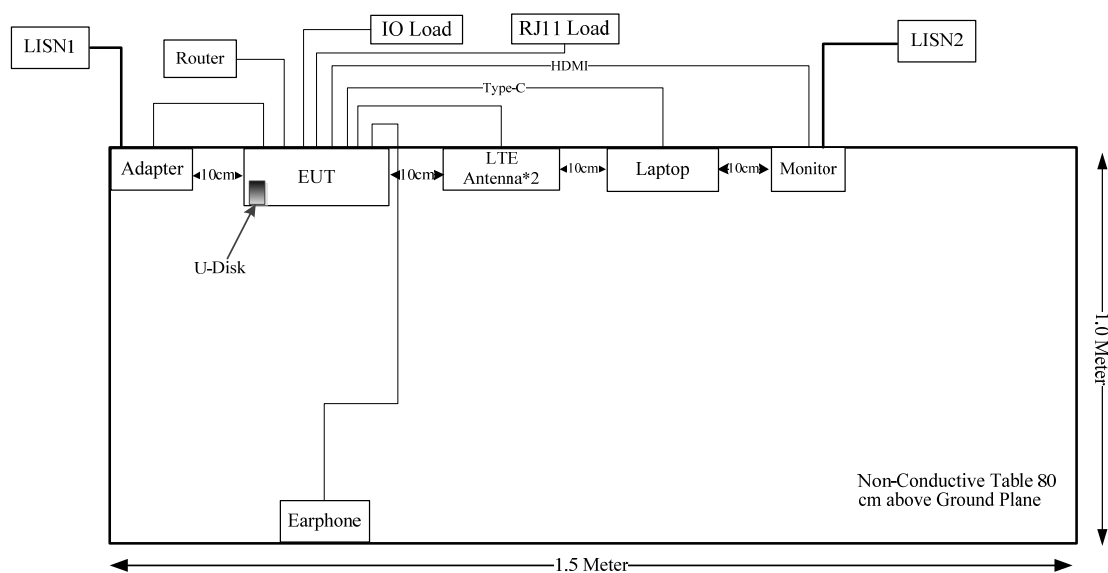 IO Load
RJ11 Load
LISN1
LISN2
Router
HDMI
Type-C
Adapter
10cm
EUT
10cm
LTE
Antenna*2
10cm
Laptop
10cm
Monitor
U-Disk
1.0 Meter
Non-Conductive Table 80
cm above Ground Plane
Earphone
1.5 Meter